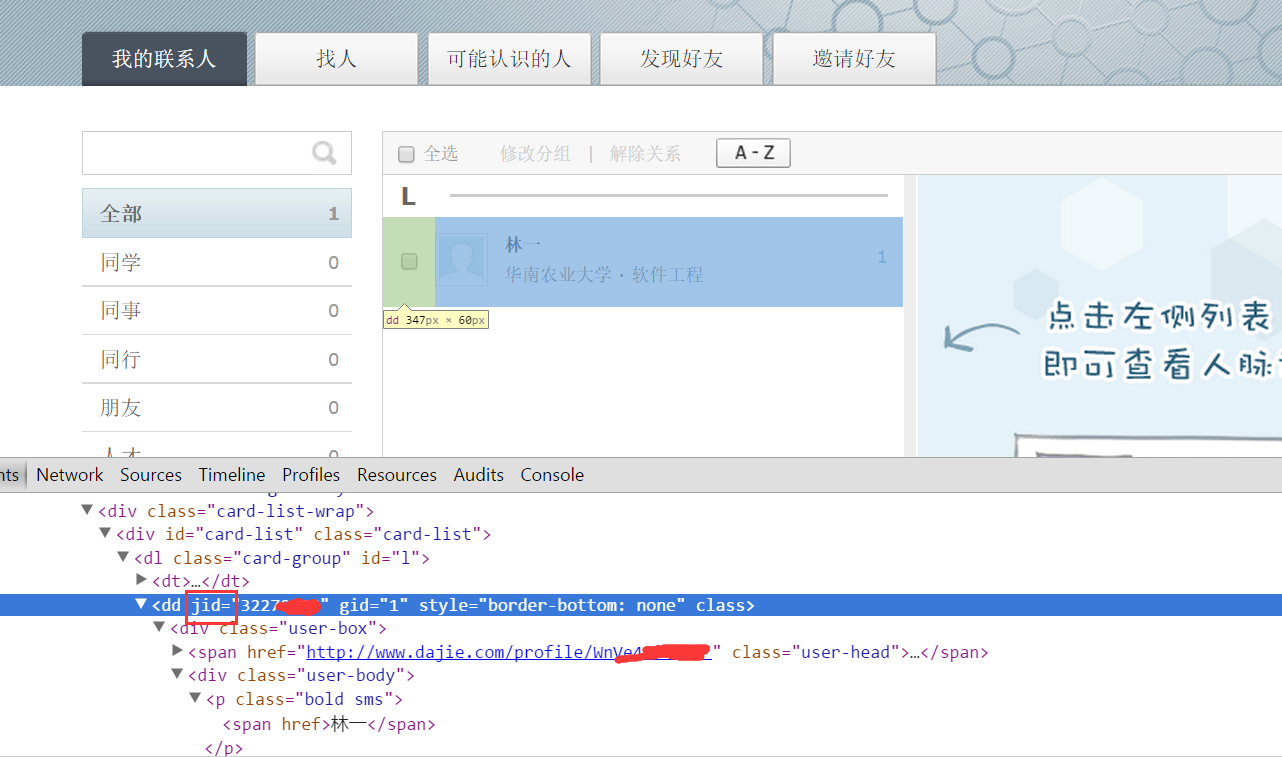 我的联系人 找人 可能认识的人 发现好友 邀请好友
全选 修改分组 | 解除关系 A - Z
L
全部 1
同学 0
同事 0
同行 0
朋友 0
人才 0
林一 1
华南农业大学 · 软件工程
dd 347px × 60px
点击左侧列表
即可查看人脉
nts Network Sources Timeline Profiles Resources Audits Console
<div class="card-list-wrap">
<div id="card-list" class="card-list">
<dl class="card-group" id="l">
<dt>…</dt>
<dd jid="3227 " gid="1" style="border-bottom: none" class>
<div class="user-box">
<span href="http://www.dajie.com/profile/WnVe4 " class="user-head">…</span>
<div class="user-body">
<p class="bold sms">
<span href>林一</span>
</p>